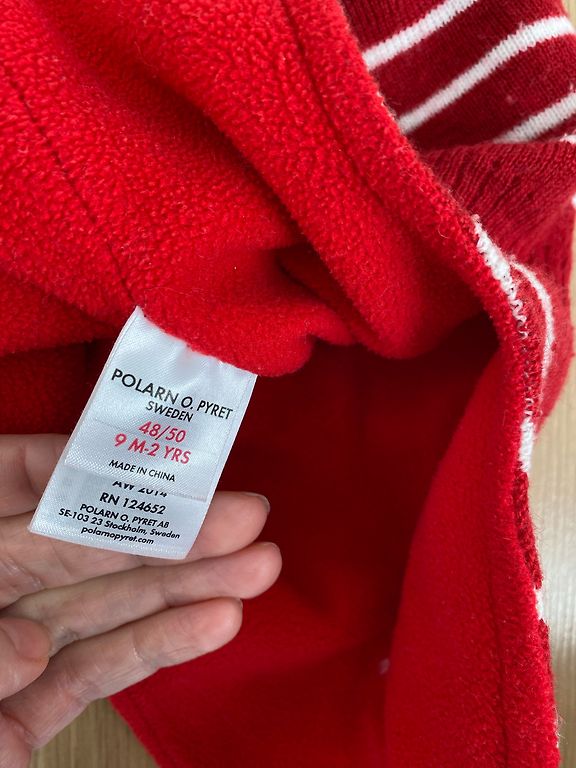 POLARN O. PYRET
SWEDEN
48/50
9 M-2 YRS
MADE IN CHINA
AW 2014
RN 124652
POLARN O. PYRET AB
SE-103 23 Stockholm, Sweden
polarnopyret.com